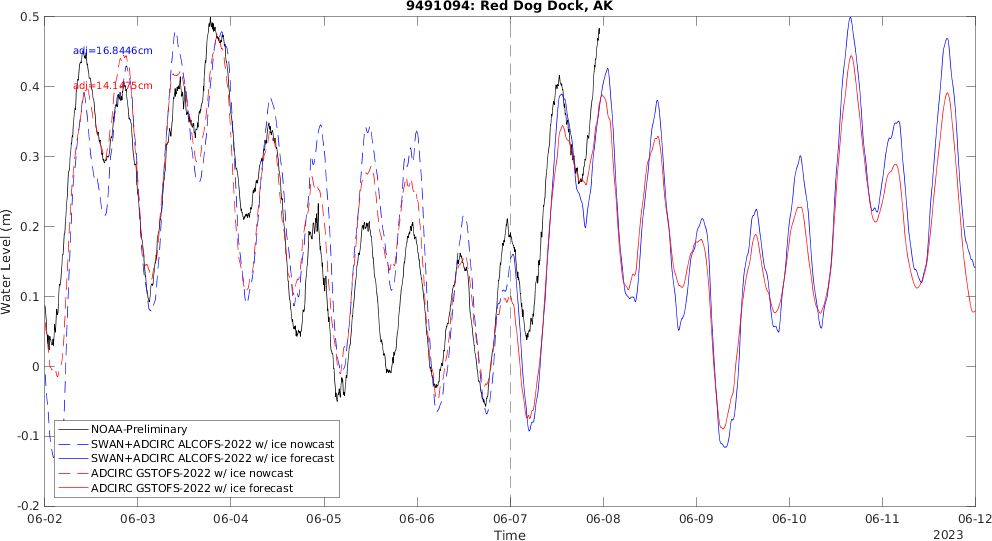 9491094: Red Dog Dock, AK
0.5
0.4
0.3
0.2
0.1
0
-0.1
-0.2
Water Level (m)
adj=16.8446cm
adj=14.1475cm
NOAA-Preliminary
SWAN+ADCIRC ALCOFS-2022 w/ ice nowcast
SWAN+ADCIRC ALCOFS-2022 w/ ice forecast
ADCIRC GSTOFS-2022 w/ ice nowcast
ADCIRC GSTOFS-2022 w/ ice forecast
06-02 06-03 06-04 06-05 06-06 06-07 06-08 06-09 06-10 06-11 06-12
Time
2023